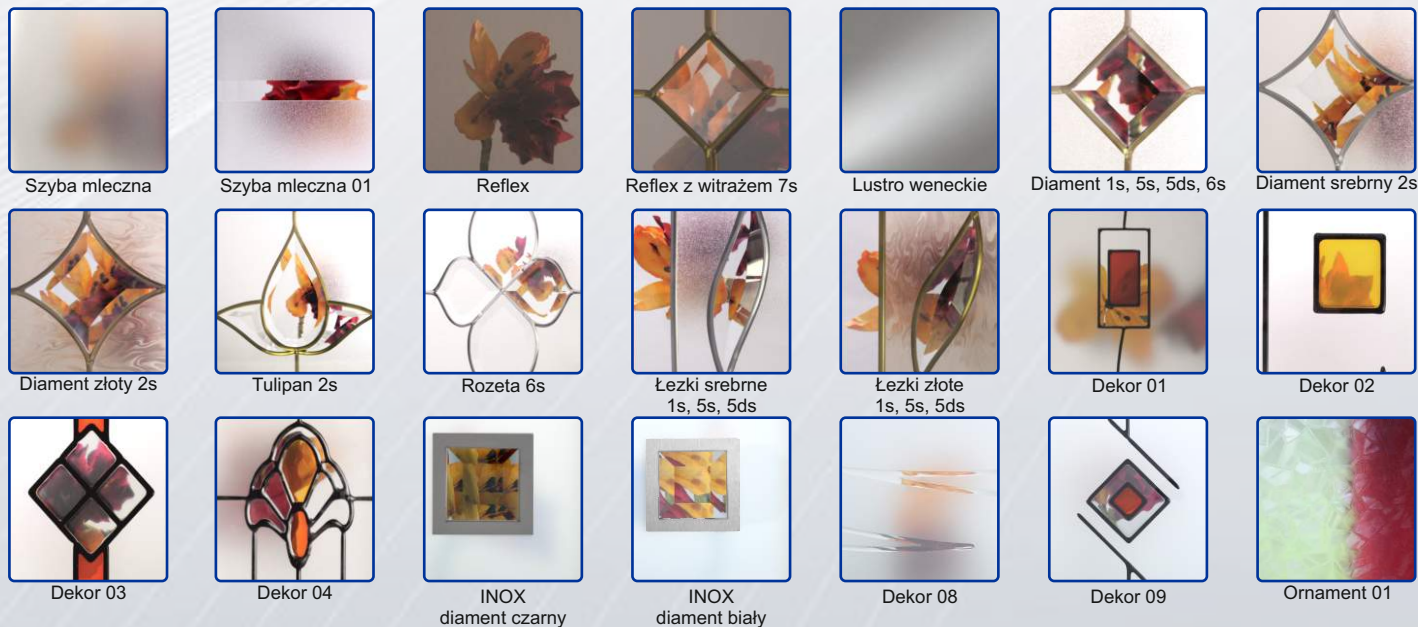 Szyba mleczna
Szyba mleczna 01
Reflex
Reflex z witrażem 7s
Lustro weneckie
Diament 1s, 5s, 5ds, 6s
Diament srebrny 2s
Diament złoty 2s
Tulipan 2s
Rozeta 6s
Łezki srebrne
1s, 5s, 5ds
Łezki złote
1s, 5s, 5ds
Dekor 01
Dekor 02
Dekor 03
Dekor 04
INOX
diament czarny
INOX
diament biały
Dekor 08
Dekor 09
Ornament 01